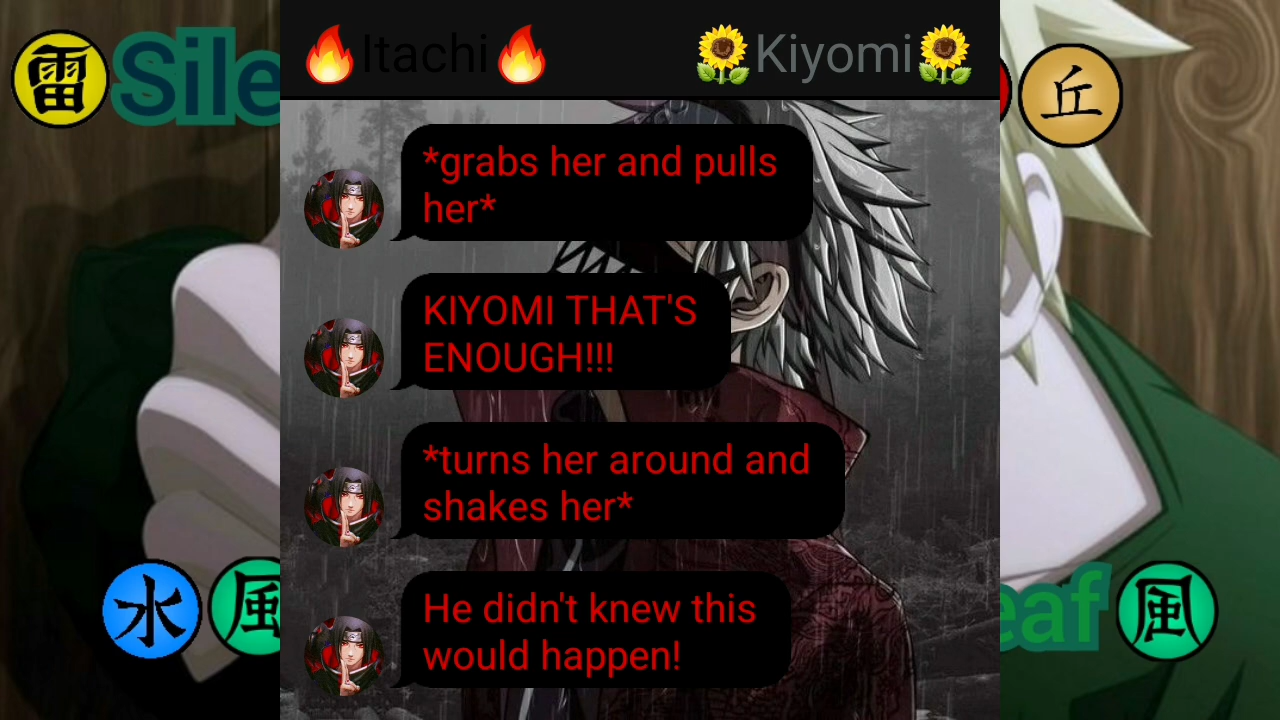 🔥Itachi🔥
🌻Kiyomi🌻
雷
Sile
丘
*grabs her and pulls
her*
KIYOMI THAT'S
ENOUGH!!!
*turns her around and
shakes her*
He didn't knew this
would happen!
水
風
eaf
風